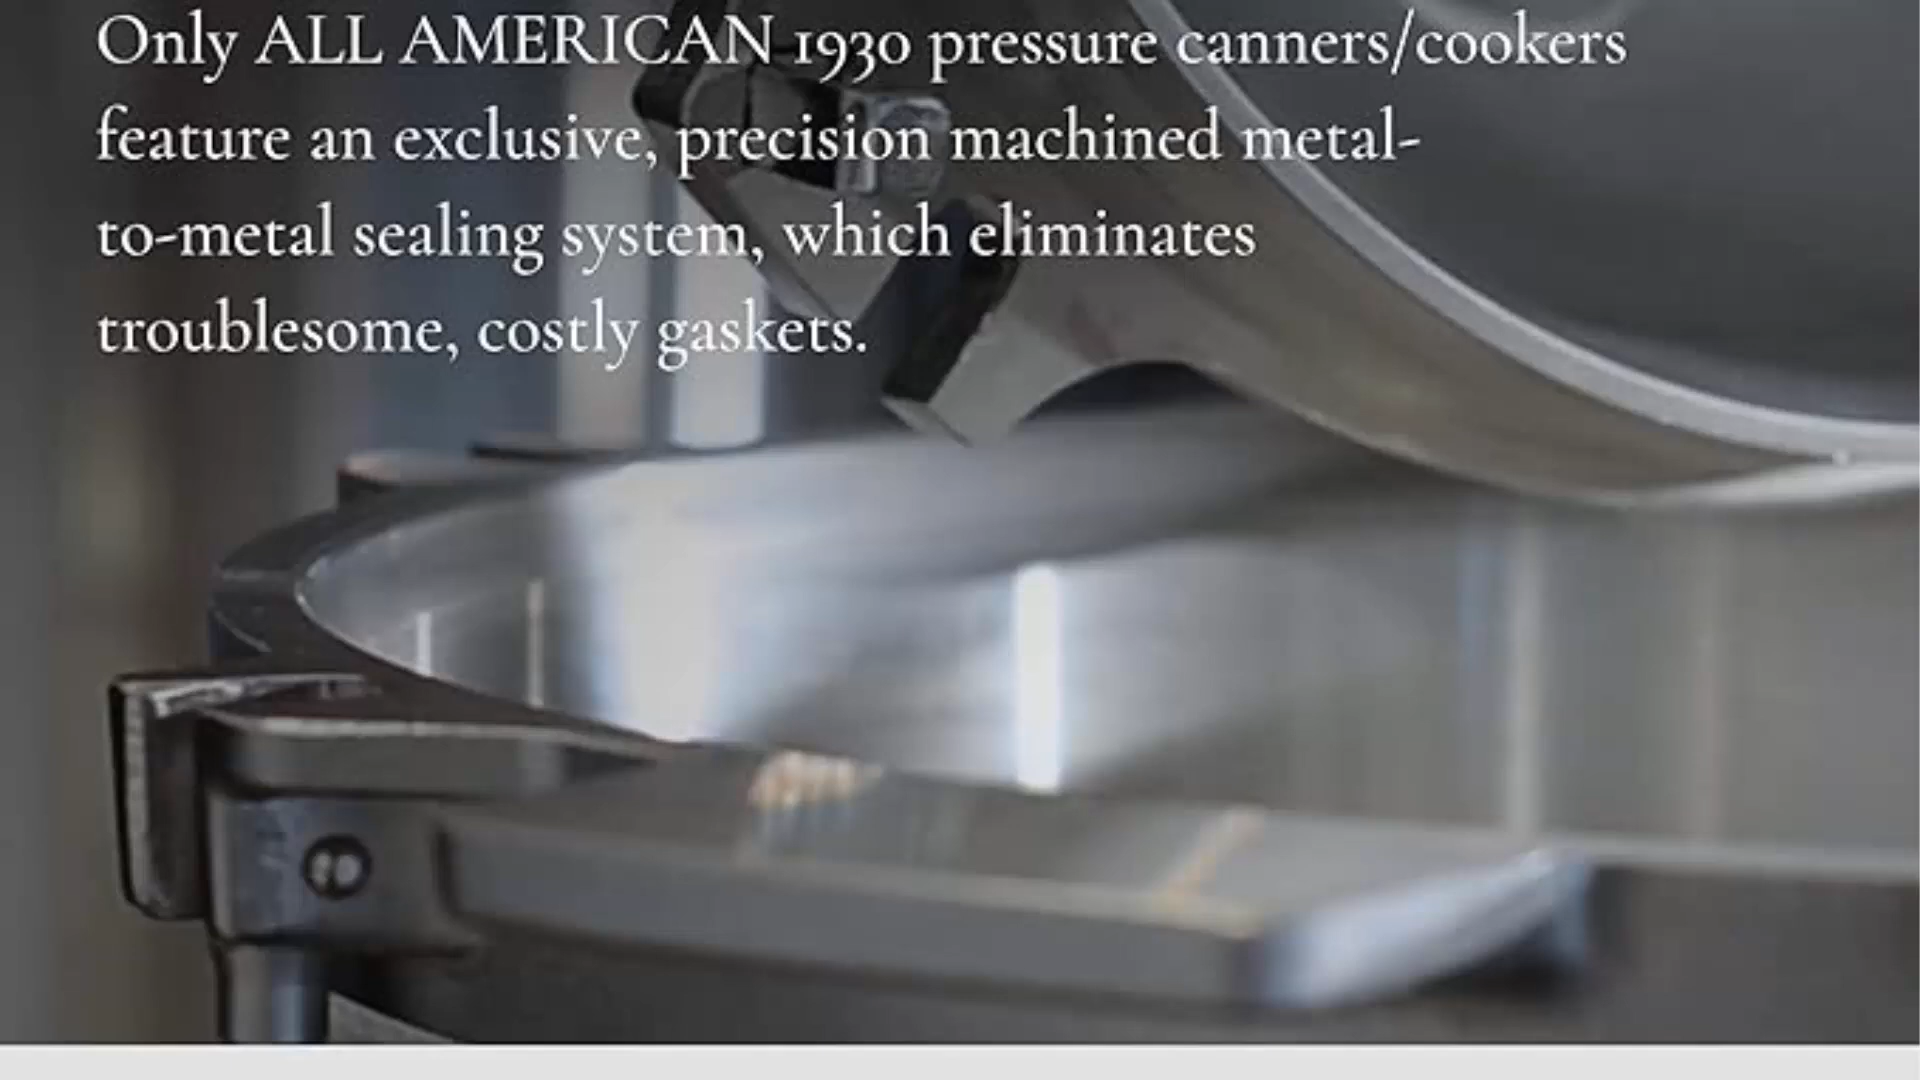 Only ALL AMERICAN 1930 pressure canners/cookers
feature an exclusive, precision machined metal-
to-metal sealing system, which eliminates
troublesome, costly gaskets.